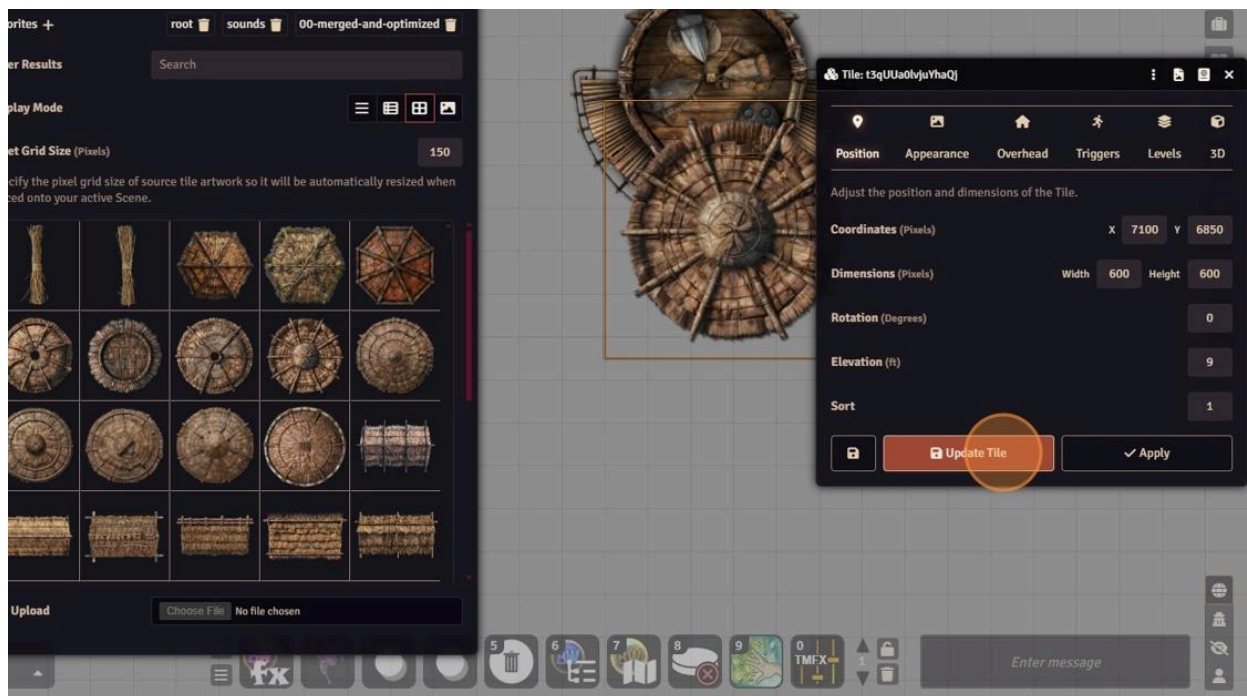 orites +
root
sounds
00-merged-and-optimized
er Results
Search
play Mode
et Grid Size (Pixels)
150
cify the pixel grid size of source tile artwork so it will be automatically resized when
ced onto your active Scene.
Upload
Choose File No file chosen
Tile: t3qUUa0lvjuYhaQj
Position
Appearance
Overhead
Triggers
Levels
3D
Adjust the position and dimensions of the Tile.
Coordinates (Pixels) X 7100 Y 6850
Dimensions (Pixels) Width 600 Height 600
Rotation (Degrees) 0
Elevation (ft) 9
Sort 1
Update Tile
Apply
fx
5
6
7
8
9
0
TMFX
1
Enter message